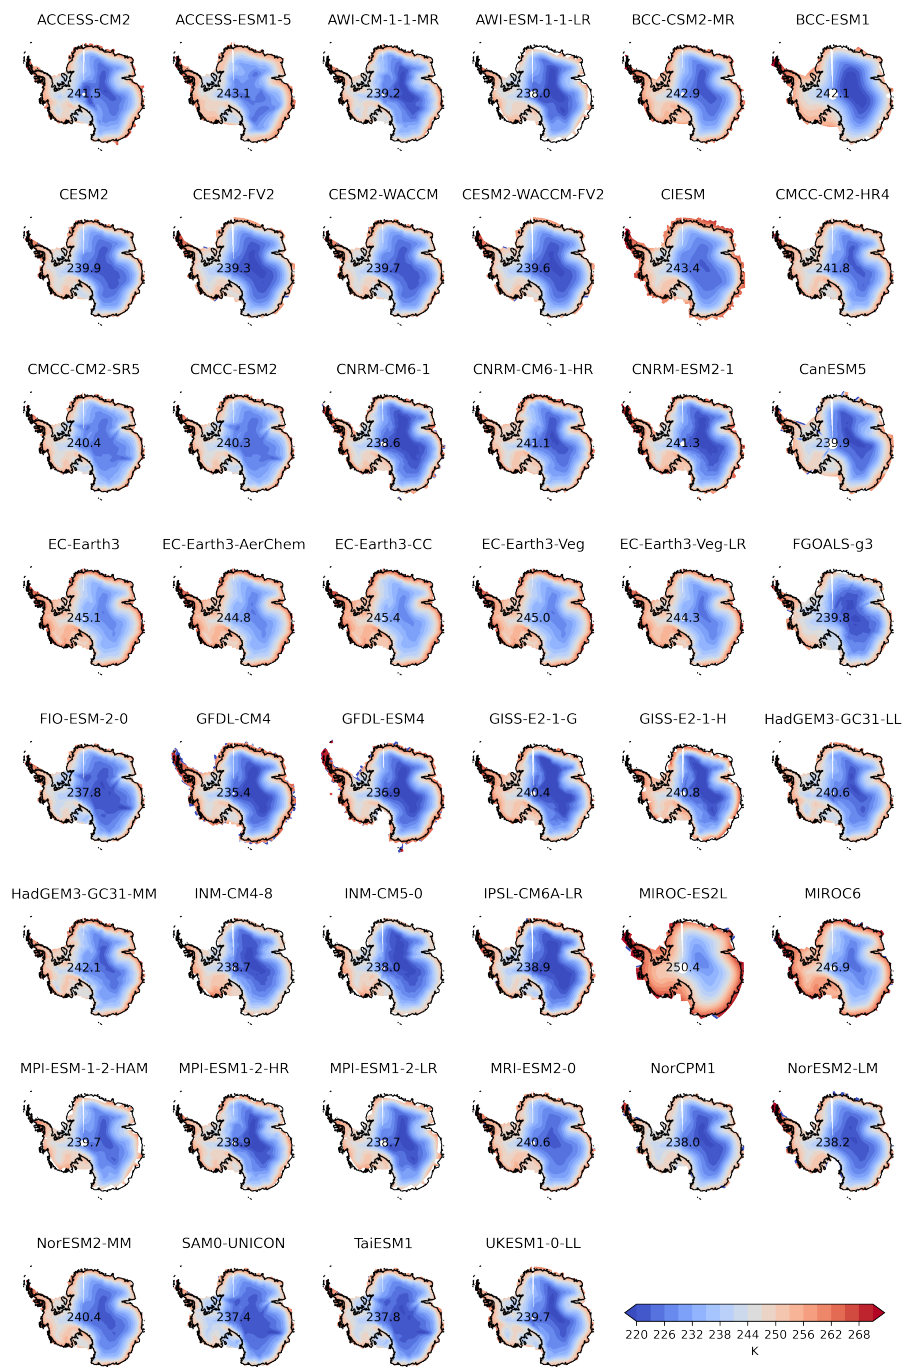 ACCESS-CM2 ACCESS-ESM1-5 AWI-CM-1-1-MR AWI-ESM-1-1-LR BCC-CSM2-MR BCC-ESM1
241.5 243.1 239.2 238.0 242.9 242.1
CESM2 CESM2-FV2 CESM2-WACCM CESM2-WACCM-FV2 CIESM CMCC-CM2-HR4
239.9 239.3 239.7 239.6 243.4 241.8
CMCC-CM2-SR5 CMCC-ESM2 CNRM-CM6-1 CNRM-CM6-1-HR CNRM-ESM2-1 CanESM5
240.4 240.3 238.6 241.1 241.3 239.9
EC-Earth3 EC-Earth3-AerChem EC-Earth3-CC EC-Earth3-Veg EC-Earth3-Veg-LR FGOALS-g3
245.1 244.8 245.4 245.0 244.3 239.8
FIO-ESM-2-0 GFDL-CM4 GFDL-ESM4 GISS-E2-1-G GISS-E2-1-H HadGEM3-GC31-LL
237.8 235.4 236.9 240.4 240.8 240.6
HadGEM3-GC31-MM INM-CM4-8 INM-CM5-0 IPSL-CM6A-LR MIROC-ES2L MIROC6
242.1 238.7 238.0 238.9 250.4 246.9
MPI-ESM-1-2-HAM MPI-ESM1-2-HR MPI-ESM1-2-LR MRI-ESM2-0 NorCPM1 NorESM2-LM
239.7 238.9 238.7 240.6 238.0 238.2
NorESM2-MM SAM0-UNICON TaiESM1 UKESM1-0-LL
240.4 237.4 237.8 239.7
220 226 232 238 244 250 256 262 268
K